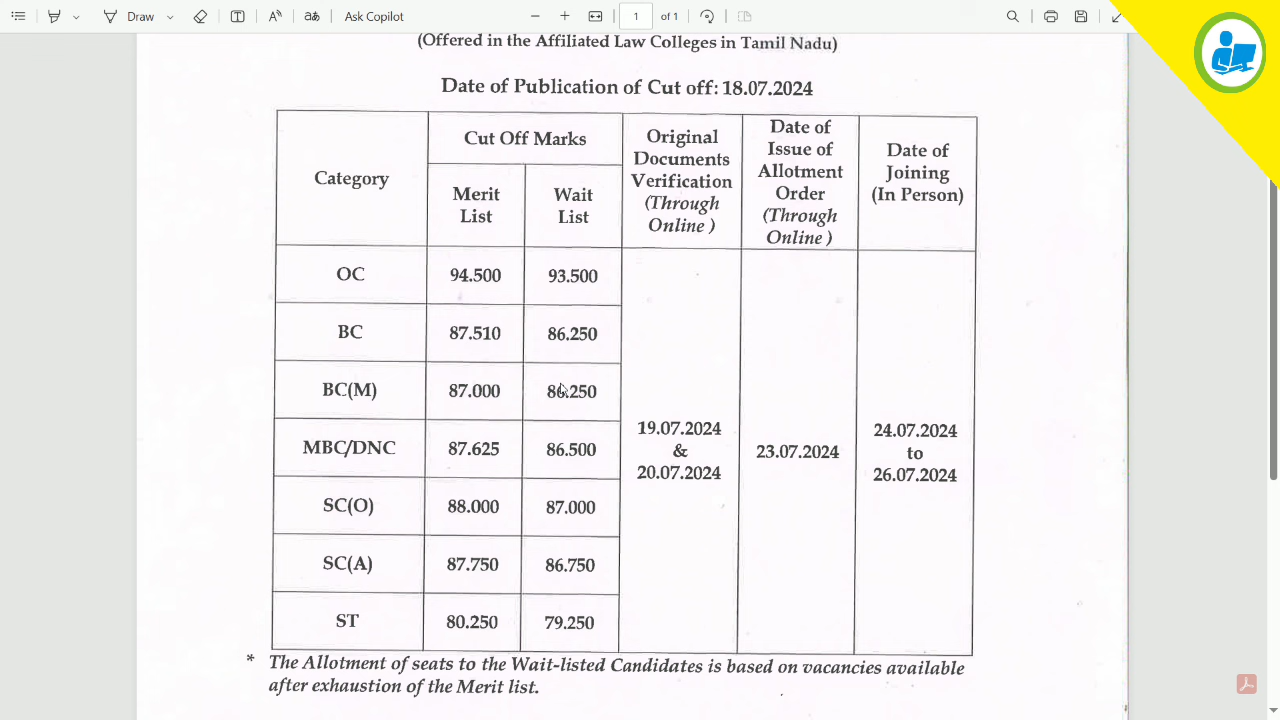 Draw
Ask Copilot
1
of 1
(Offered in the Affiliated Law Colleges in Tamil Nadu)
Date of Publication of Cut off: 18.07.2024
Category
Cut Off Marks
Merit
List
Wait
List
Original
Documents
Verification
(Through
Online )
Date of
Issue of
Allotment
Order
(Through
Online )
Date of
Joining
(In Person)
OC 94.500 93.500
BC 87.510 86.250
BC(M) 87.000 86.250
MBC/DNC 87.625 86.500
SC(O) 88.000 87.000
SC(A) 87.750 86.750
ST 80.250 79.250
19.07.2024
&
20.07.2024
23.07.2024
24.07.2024
to
26.07.2024
* The Allotment of seats to the Wait-listed Candidates is based on vacancies available
after exhaustion of the Merit list.